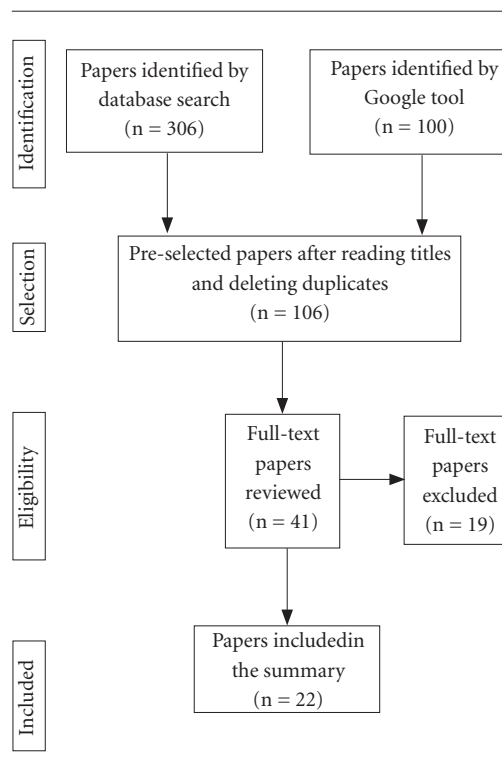 Identification
Papers identified by
database search
(n = 306)
Papers identified by
Google tool
(n = 100)
Selection
Pre-selected papers after reading titles
and deleting duplicates
(n = 106)
Eligibility
Full-text
papers
reviewed
(n = 41)
Full-text
papers
excluded
(n = 19)
Included
Papers includedin
the summary
(n = 22)